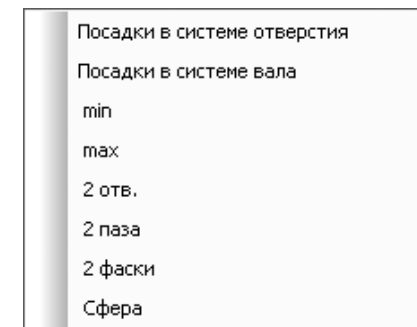 Посадки в системе отверстия
Посадки в системе вала
min
max
2 отв.
2 паза
2 фаски
Сфера